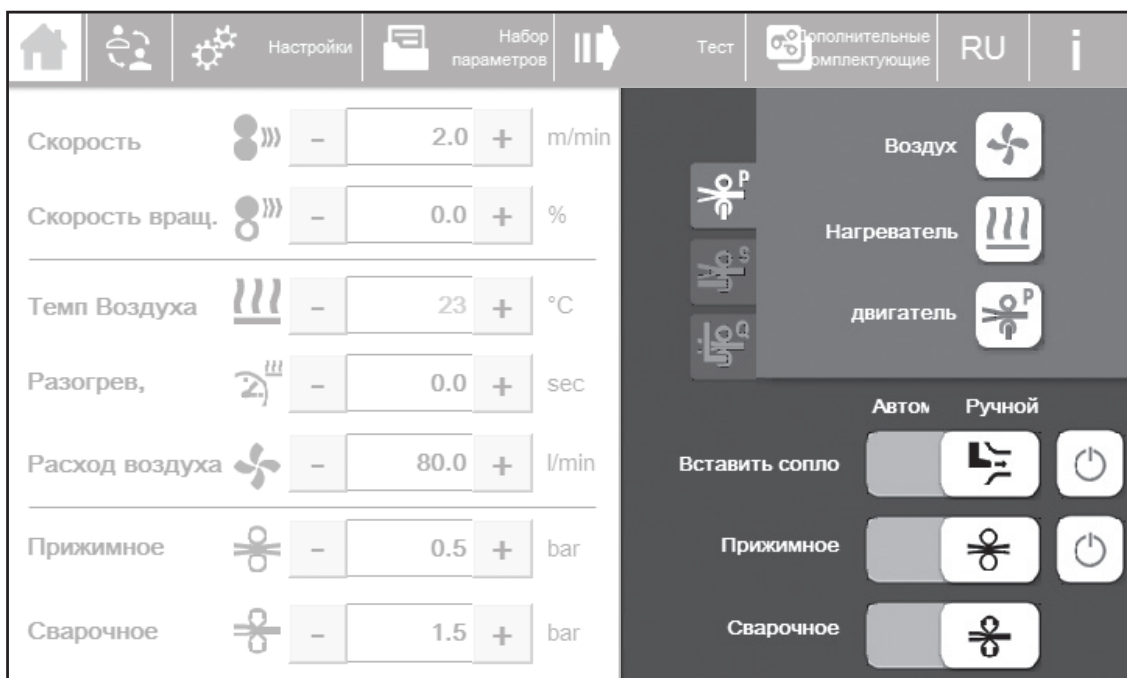 Настройки
Набор
параметров
Тест
Дополнительные
омплектующие
RU
i
Скорость - 2.0 + m/min
Скорость вращ. - 0.0 + %
Темп Воздуха - 23 + °C
Разогрев, - 0.0 + sec
Расход воздуха - 80.0 + l/min
Прижимное - 0.5 + bar
Сварочное - 1.5 + bar
P
S
Q
Воздух
Нагреватель
двигатель P
Автом Ручной
Вставить сопло
Прижимное
Сварочное